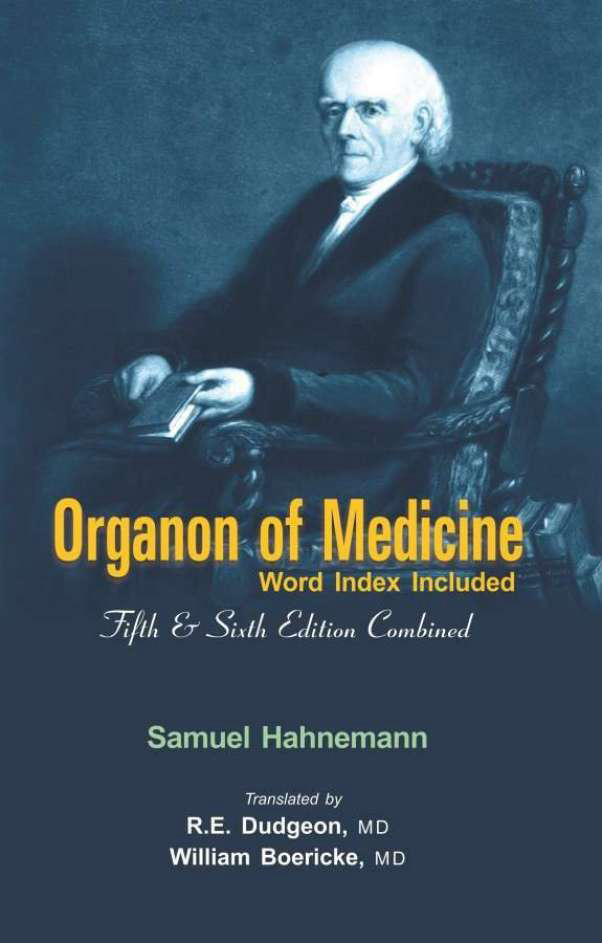 Organon of Medicine
Word Index Included
Fifth & Sixth Edition Combined
Samuel Hahnemann
Translated by
R.E. Dudgeon, MD
William Boericke, MD